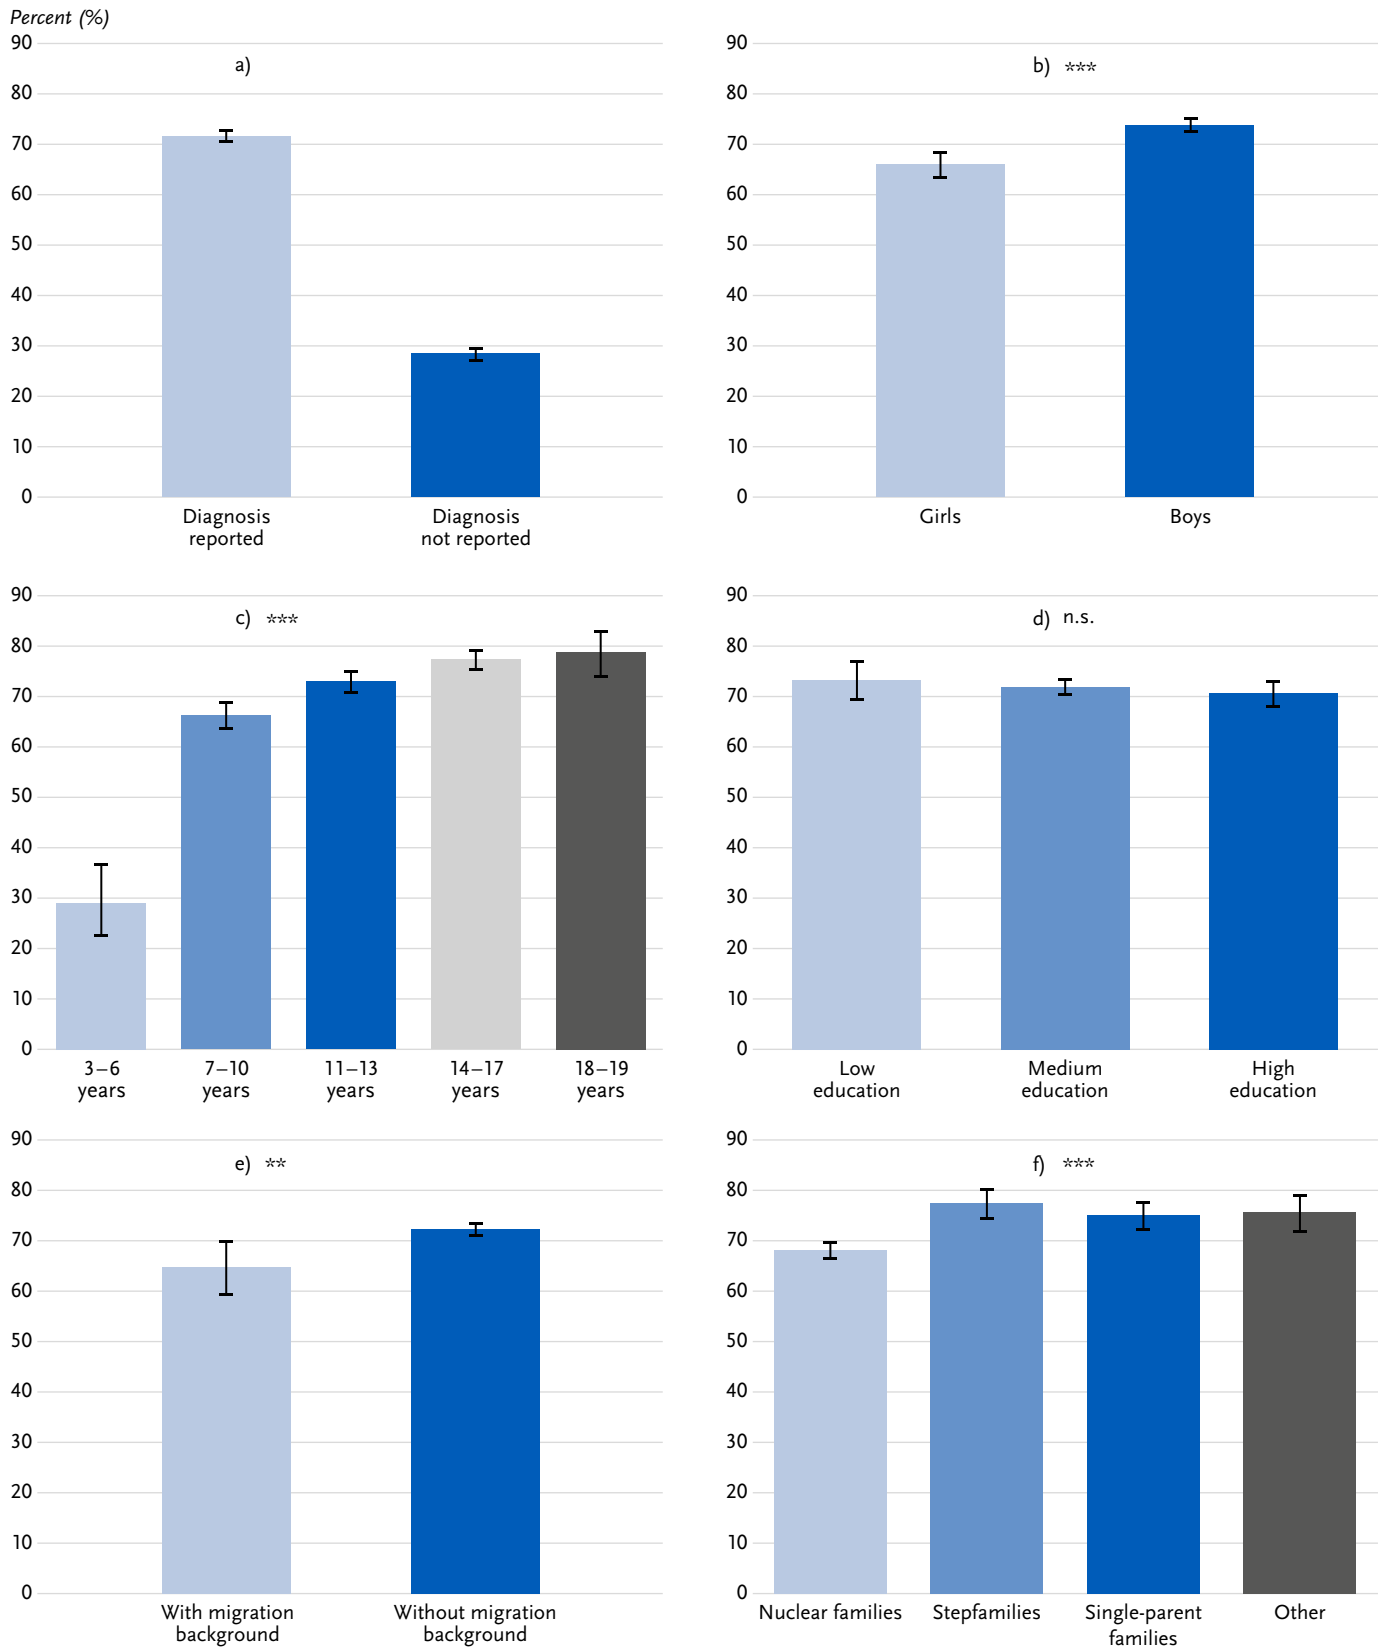 Percent (%)
90
80
70
60
50
40
30
20
10
0
a)
Diagnosis
reported
Diagnosis
not reported
90
80
70
60
50
40
30
20
10
0
b) ***
Girls
Boys
90
80
70
60
50
40
30
20
10
0
c) ***
3–6
years
7–10
years
11–13
years
14–17
years
18–19
years
90
80
70
60
50
40
30
20
10
0
d) n.s.
Low
education
Medium
education
High
education
90
80
70
60
50
40
30
20
10
0
e) **
With migration
background
Without migration
background
90
80
70
60
50
40
30
20
10
0
f) ***
Nuclear families
Stepfamilies
Single-parent
families
Other